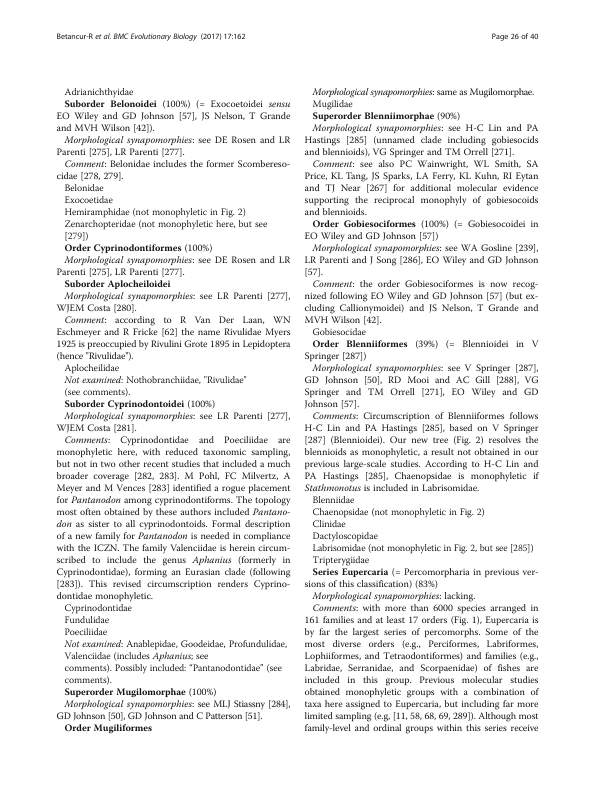 Betancur-R et al. BMC Evolutionary Biology (2017) 17:162
Page 26 of 40
Adrianichthyidae
Suborder Belonoidei (100%) (= Exocoetoidei sensu
EO Wiley and GD Johnson [57], JS Nelson, T Grande
and MVH Wilson [42]).
Morphological synapomorphies: see DE Rosen and LR
Parenti [275], LR Parenti [277].
Comment: Belonidae includes the former Scombereso-
cidae [278, 279].
Belonidae
Exocoetidae
Hemiramphidae (not monophyletic in Fig. 2)
Zenarchopteridae (not monophyletic here, but see
[279])
Order Cyprinodontiformes (100%)
Morphological synapomorphies: see DE Rosen and LR
Parenti [275], LR Parenti [277].
Suborder Aplocheiloidei
Morphological synapomorphies: see LR Parenti [277],
WJEM Costa [280].
Comment: according to R Van Der Laan, WN
Eschmeyer and R Fricke [62] the name Rivulidae Myers
1925 is preoccupied by Rivulini Grote 1895 in Lepidoptera
(hence "Rivulidae").
Aplocheilidae
Not examined: Nothobranchiidae, "Rivulidae"
(see comments).
Suborder Cyprinodontoidei (100%)
Morphological synapomorphies: see LR Parenti [277],
WJEM Costa [281].
Comments: Cyprinodontidae and Poeciliidae are
monophyletic here, with reduced taxonomic sampling,
but not in two other recent studies that included a much
broader coverage [282, 283]. M Pohl, FC Milvertz, A
Meyer and M Vences [283] identified a rogue placement
for Pantanodon among cyprinodontiforms. The topology
most often obtained by these authors included Pantano-
don as sister to all cyprinodontoids. Formal description
of a new family for Pantanodon is needed in compliance
with the ICZN. The family Valenciidae is herein circum-
scribed to include the genus Aphanius (formerly in
Cyprinodontidae), forming an Eurasian clade (following
[283]). This revised circumscription renders Cyprino-
dontidae monophyletic.
Cyprinodontidae
Fundulidae
Poeciliidae
Not examined: Anablepidae, Goodeidae, Profundulidae,
Valenciidae (includes Aphanius; see
comments). Possibly included: “Pantanodontidae” (see
comments).
Superorder Mugilomorphae (100%)
Morphological synapomorphies: see MLJ Stiassny [284],
GD Johnson [50], GD Johnson and C Patterson [51].
Order Mugiliformes
Morphological synapomorphies: same as Mugilomorphae.
Mugilidae
Superorder Blenniimorphae (90%)
Morphological synapomorphies: see H-C Lin and PA
Hastings [285] (unnamed clade including gobiesocids
and blennioids), VG Springer and TM Orrell [271].
Comment: see also PC Wainwright, WL Smith, SA
Price, KL Tang, JS Sparks, LA Ferry, KL Kuhn, RI Eytan
and TJ Near [267] for additional molecular evidence
supporting the reciprocal monophyly of gobiesocoids
and blennioids.
Order Gobiesociformes (100%) (= Gobiesocoidei in
EO Wiley and GD Johnson [57])
Morphological synapomorphies: see WA Gosline [239],
LR Parenti and J Song [286], EO Wiley and GD Johnson
[57].
Comment: the order Gobiesociformes is now recog-
nized following EO Wiley and GD Johnson [57] (but ex-
cluding Callionymoidei) and JS Nelson, T Grande and
MVH Wilson [42].
Gobiesocidae
Order Blenniiformes (39%) (= Blennioidei in V
Springer [287])
Morphological synapomorphies: see V Springer [287],
GD Johnson [50], RD Mooi and AC Gill [288], VG
Springer and TM Orrell [271], EO Wiley and GD
Johnson [57].
Comments: Circumscription of Blenniiformes follows
H-C Lin and PA Hastings [285], based on V Springer
[287] (Blennioidei). Our new tree (Fig. 2) resolves the
blennioids as monophyletic, a result not obtained in our
previous large-scale studies. According to H-C Lin and
PA Hastings [285], Chaenopsidae is monophyletic if
Stathmonotus is included in Labrisomidae.
Blenniidae
Chaenopsidae (not monophyletic in Fig. 2)
Clinidae
Dactyloscopidae
Labrisomidae (not monophyletic in Fig. 2, but see [285])
Tripterygiidae
Series Eupercaria (= Percomorpharia in previous ver-
sions of this classification) (83%)
Morphological synapomorphies: lacking.
Comments: with more than 6000 species arranged in
161 families and at least 17 orders (Fig. 1), Eupercaria is
by far the largest series of percomorphs. Some of the
most diverse orders (e.g., Perciformes, Labriformes,
Lophiiformes, and Tetraodontiformes) and families (e.g.,
Labridae, Serranidae, and Scorpaenidae) of fishes are
included in this group. Previous molecular studies
obtained monophyletic groups with a combination of
taxa here assigned to Eupercaria, but including far more
limited sampling (e.g, [11, 58, 68, 69, 289]). Although most
family-level and ordinal groups within this series receive